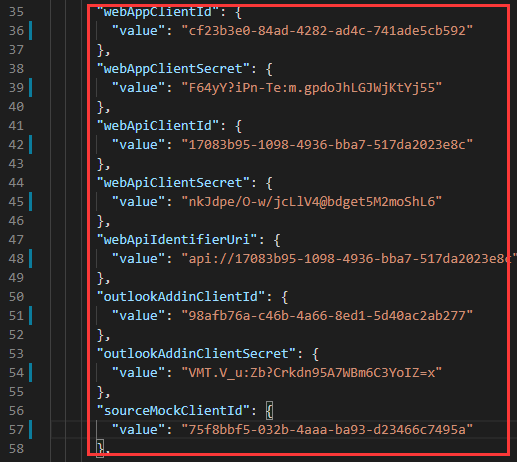 35 "webAppClientId": {
36 "value": "cf23b3e0-84ad-4282-ad4c-741ade5cb592"
37 },
38 "webAppClientSecret": {
39 "value": "F64yY?iPn-Te:m.gpdoJhLGJWjKtYj55"
40 },
41 "webApiClientId": {
42 "value": "17083b95-1098-4936-bba7-517da2023e8c"
43 },
44 "webApiClientSecret": {
45 "value": "nkJdpe/O-w/jcLlV4@bdget5M2moShL6"
46 },
47 "webApiIdentifierUri": {
48 "value": "api://17083b95-1098-4936-bba7-517da2023e8c"
49 },
50 "outlookAddinClientId": {
51 "value": "98afb76a-c46b-4a66-8ed1-5d40ac2ab277"
52 },
53 "outlookAddinClientSecret": {
54 "value": "VMT.V_u:Zb?Crkdn95A7WBm6C3YoIZ=x"
55 },
56 "sourceMockClientId": {
57 "value": "75f8bbf5-032b-4aaa-ba93-d23466c7495a"
58 },